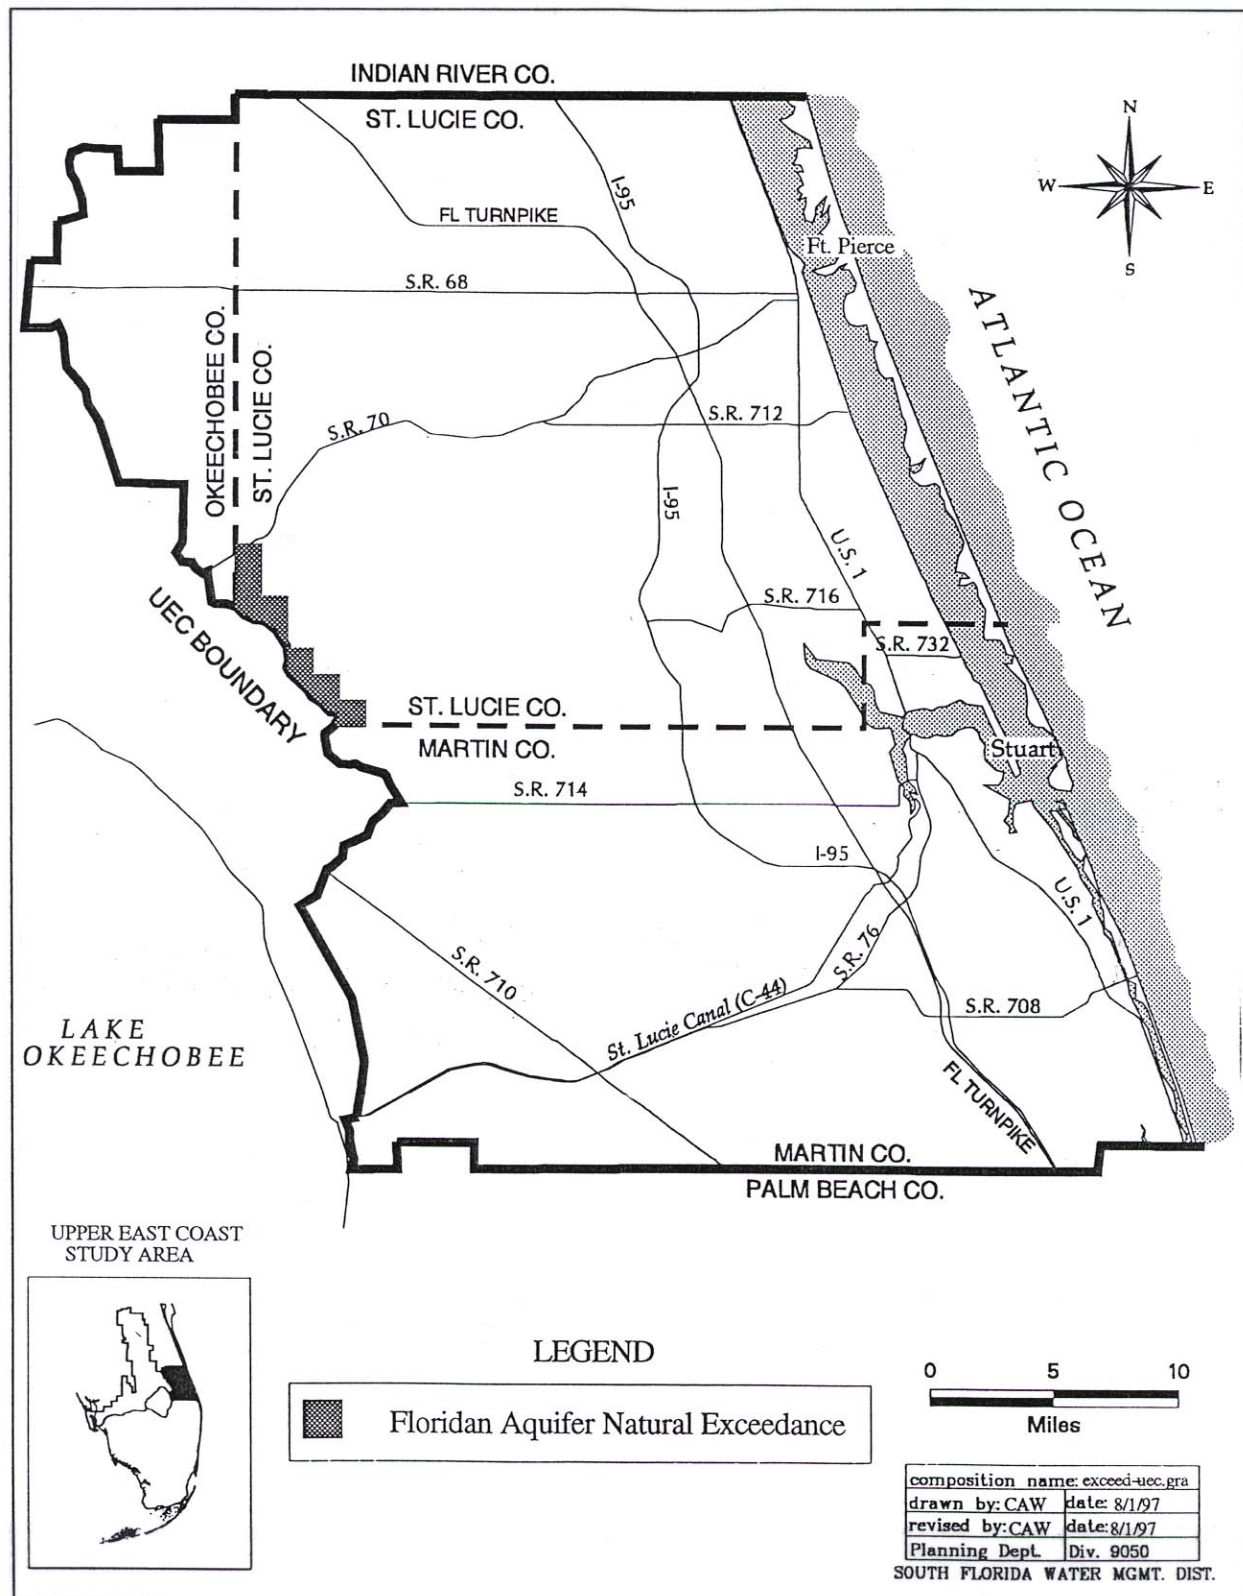 INDIAN RIVER CO.
ST. LUCIE CO.
N
W
E
S
I-95
FL TURNPIKE
Ft. Pierce
S.R. 68
ATLANTIC OCEAN
OKEECHOBEE CO.
ST. LUCIE CO.
S.R. 70
S.R. 712
I-95
U.S. 1
UEC BOUNDARY
S.R. 716
S.R. 732
ST. LUCIE CO.
MARTIN CO.
Stuart
S.R. 714
I-95
U.S. 1
S.R. 710
S.R. 76
St. Lucie Canal (C-44)
S.R. 708
LAKE
OKEECHOBEE
FL TURNPIKE
MARTIN CO.
PALM BEACH CO.
UPPER EAST COAST
STUDY AREA
LEGEND
Floridan Aquifer Natural Exceedance
0 5 10
Miles
composition name: exceed-uec.gra
drawn by: CAW date: 8/1/97
revised by: CAW date: 8/1/97
Planning Dept. Div. 9050
SOUTH FLORIDA WATER MGMT. DIST.